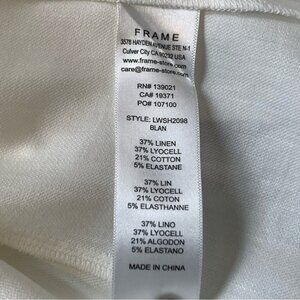 FRAME
3578 HAYDEN AVENUE STE N-1
Culver City CA 90232 USA
www.frame-store.com
care@frame-store.com
RN# 139021
CA# 19371
PO# 107100
STYLE: LWSH2098
BLAN
37% LINEN
37% LYOCELL
21% COTTON
5% ELASTANE
37% LIN
37% LYOCELL
21% COTON
5% ELASTHANNE
37% LINO
37% LYOCELL
21% ALGODON
5% ELASTANO
MADE IN CHINA